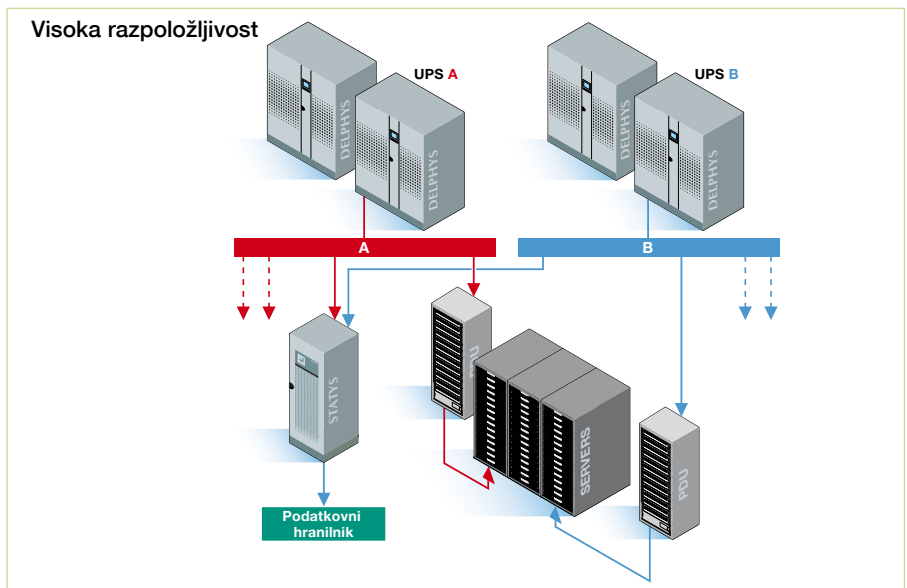 Visoka razpoložljivost
UPS A
UPS B
DELPHYS
DELPHYS
DELPHYS
DELPHYS
A
B
STATYS
PDU
SERVERS
PDU
Podatkovni
hranilnik